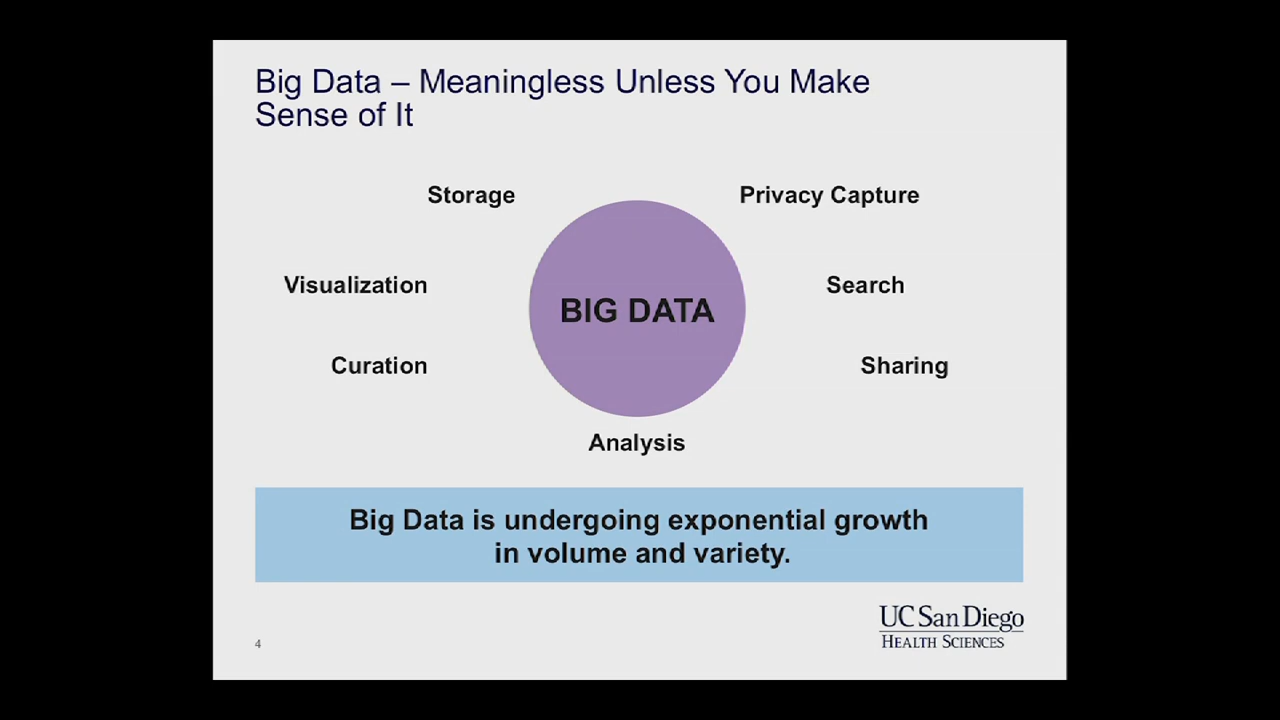 Big Data – Meaningless Unless You Make
Sense of It
Storage
Privacy Capture
Visualization
Search
BIG DATA
Curation
Sharing
Analysis
Big Data is undergoing exponential growth
in volume and variety.
UC San Diego
HEALTH SCIENCES
4